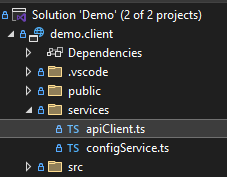 Solution 'Demo' (2 of 2 projects)
demo.client
Dependencies
.vscode
public
services
TS apiClient.ts
TS configService.ts
src